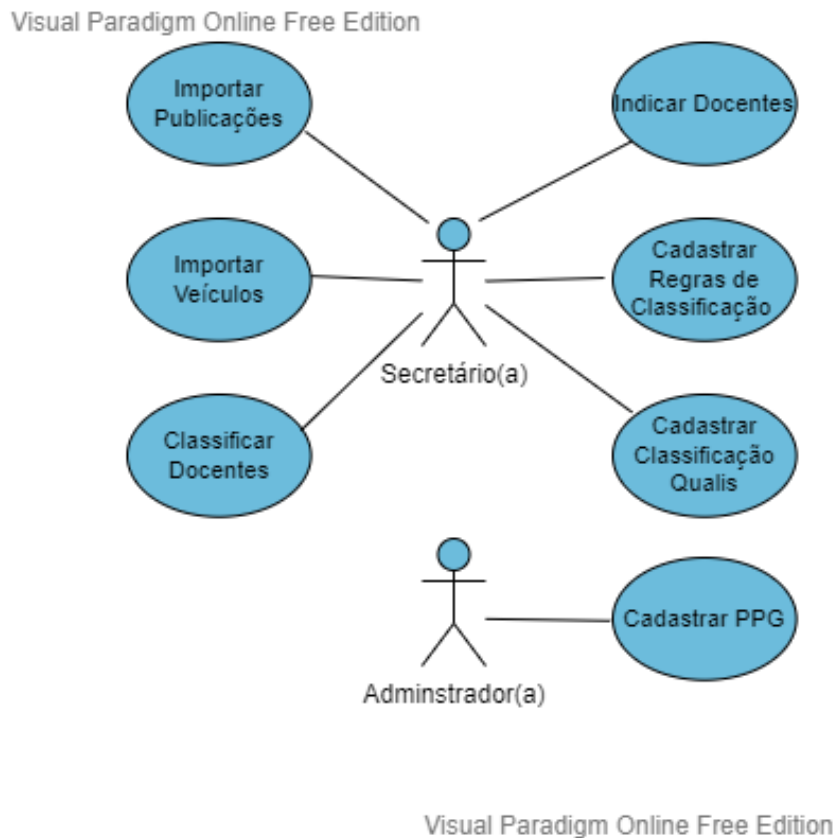 Visual Paradigm Online Free Edition
Importar
Publicações
Indicar Docentes
Importar
Veículos
Cadastrar
Regras de
Classificação
Secretário(a)
Classificar
Docentes
Cadastrar
Classificação
Qualis
Cadastrar PPG
Adminstrador(a)
Visual Paradigm Online Free Edition